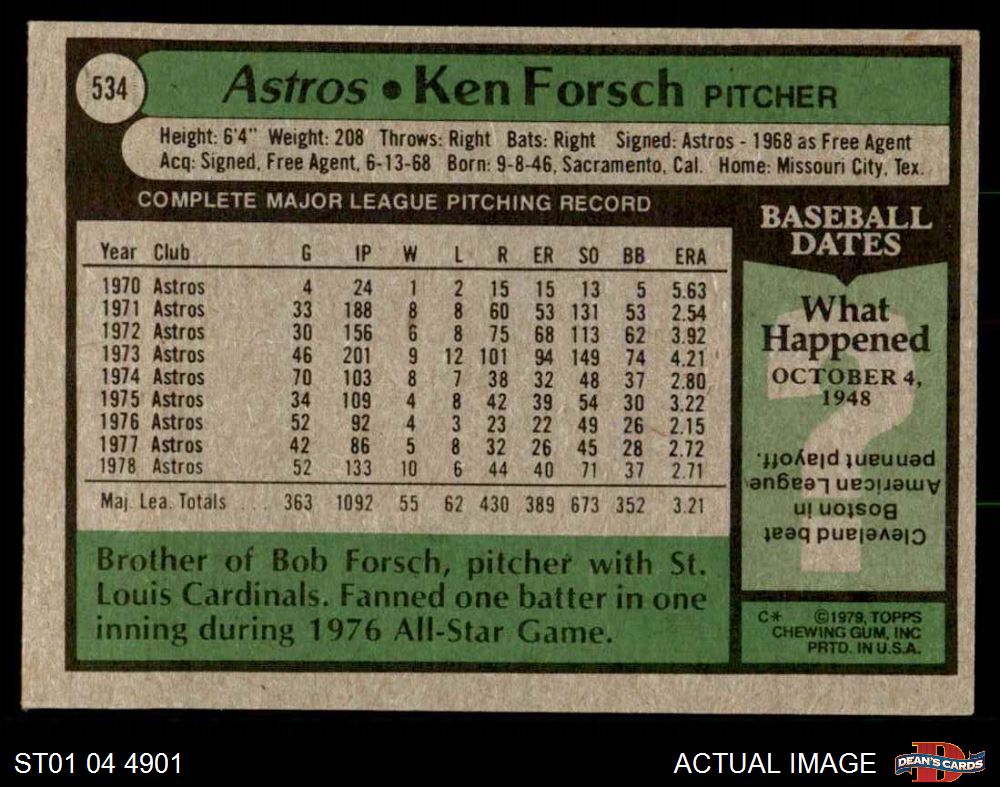 534
Astros • Ken Forsch PITCHER
Height: 6'4" Weight: 208 Throws: Right Bats: Right Signed: Astros - 1968 as Free Agent
Acq: Signed, Free Agent, 6-13-68 Born: 9-8-46, Sacramento, Cal. Home: Missouri City, Tex.
COMPLETE MAJOR LEAGUE PITCHING RECORD
Year Club G IP W L R ER SO BB ERA
1970 Astros 4 24 1 2 15 15 13 5 5.63
1971 Astros 33 188 8 8 60 53 131 53 2.54
1972 Astros 30 156 6 8 75 68 113 62 3.92
1973 Astros 46 201 9 12 101 94 149 74 4.21
1974 Astros 70 103 8 7 38 32 48 37 2.80
1975 Astros 34 109 4 8 42 39 54 30 3.22
1976 Astros 52 92 4 3 23 22 49 26 2.15
1977 Astros 42 86 5 8 32 26 45 28 2.72
1978 Astros 52 133 10 6 44 40 71 37 2.71
Maj. Lea. Totals ... 363 1092 55 62 430 389 673 352 3.21
Brother of Bob Forsch, pitcher with St.
Louis Cardinals. Fanned one batter in one
inning during 1976 All-Star Game.
BASEBALL
DATES
What
Happened
OCTOBER 4,
1948
Cleveland beat
Boston in
American League
pennant playoff.
C* ©1979, TOPPS
CHEWING GUM, INC
PRTD. IN U.S.A.
ST01 04 4901
ACTUAL IMAGE
D
DEAN'S CARDS